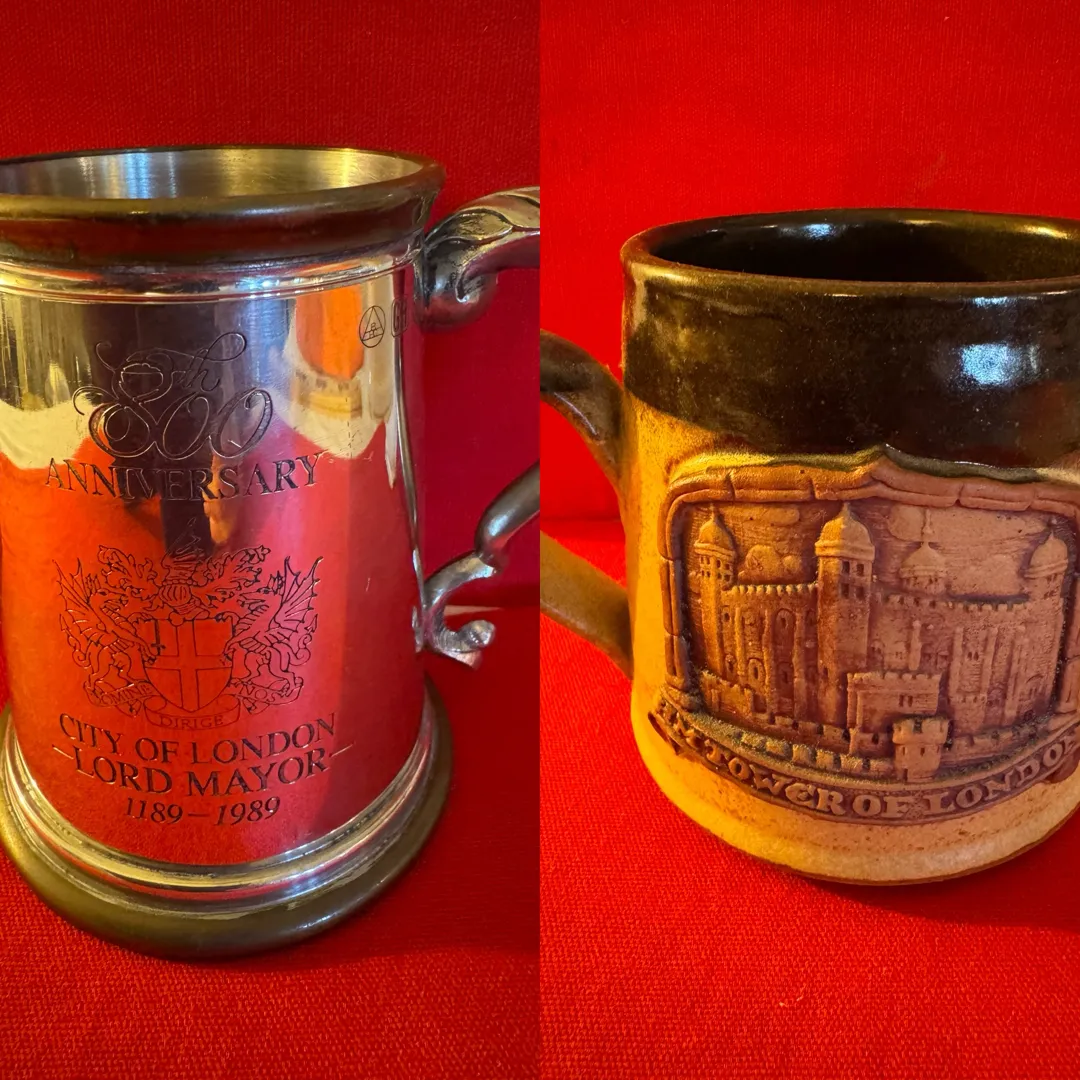 800th
ANNIVERSARY
DIRIGE
CITY OF LONDON
LORD MAYOR
1189-1989
TOWER OF LONDON